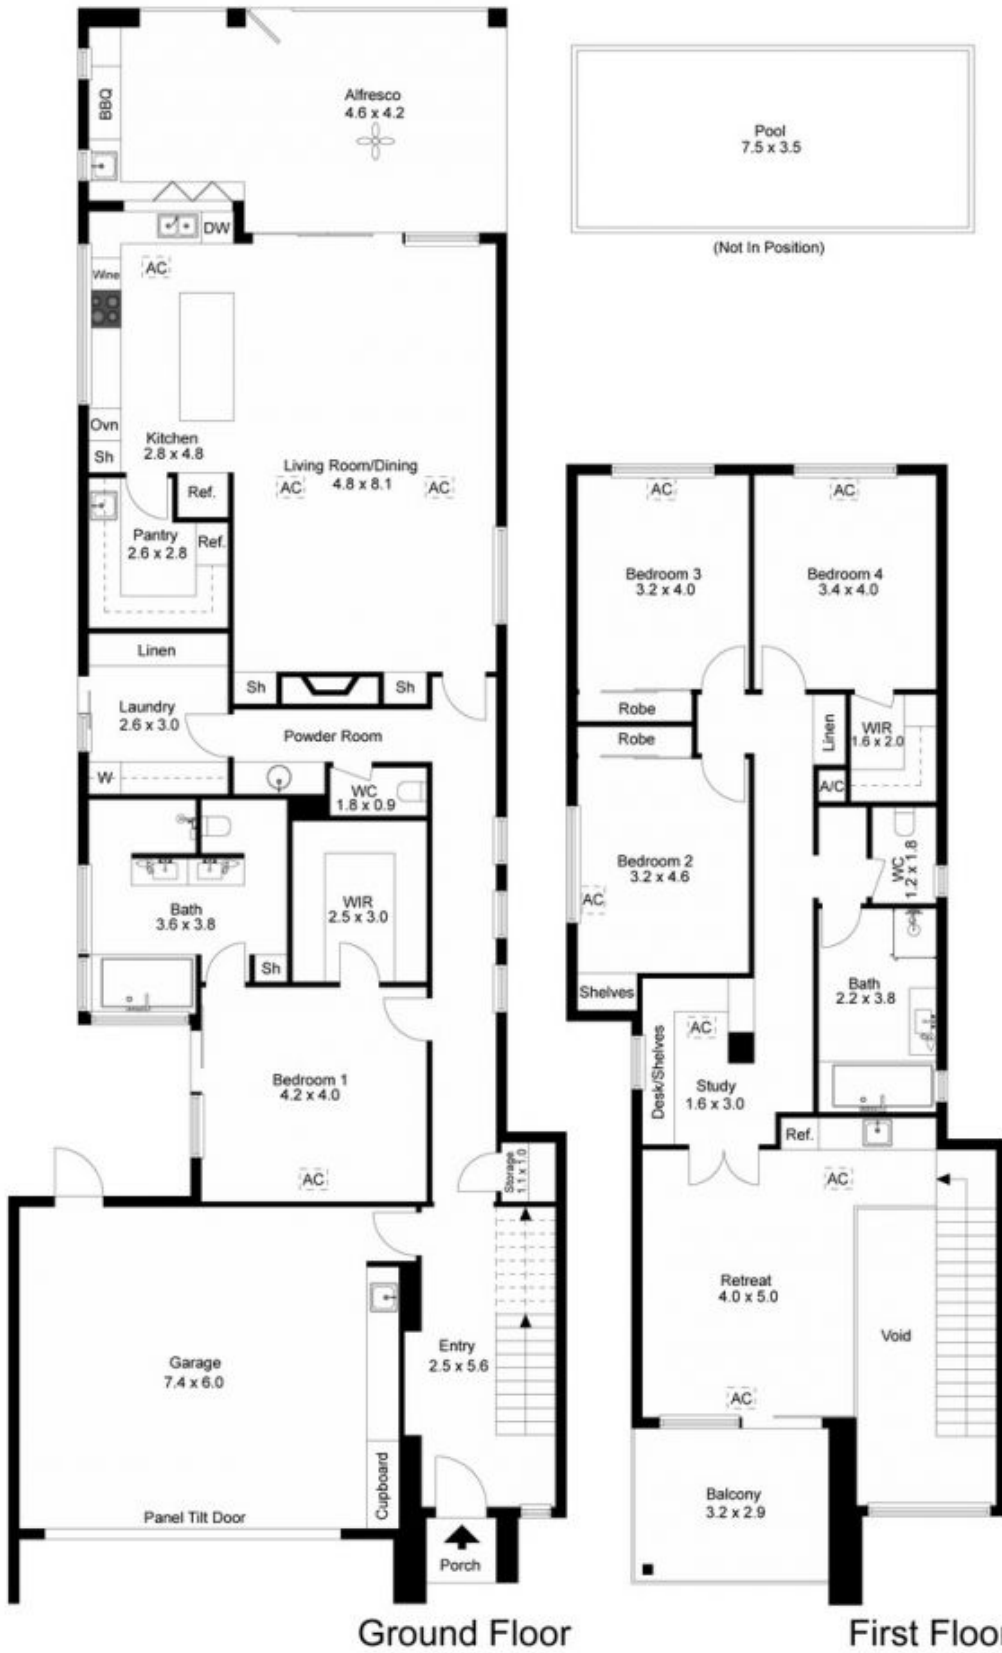 Alfresco
4.6 x 4.2
BBQ
Pool
7.5 x 3.5
(Not In Position)
DW
AC
Wine
Ovn
Sh
Kitchen
2.8 x 4.8
Living Room/Dining
4.8 x 8.1
AC
AC
Ref.
Pantry
2.6 x 2.8
Ref.
Linen
Laundry
2.6 x 3.0
W
Sh
Sh
Powder Room
WC
1.8 x 0.9
Bath
3.6 x 3.8
WIR
2.5 x 3.0
Sh
Bedroom 1
4.2 x 4.0
AC
Storage
1.1 x 1.0
Entry
2.5 x 5.6
Garage
7.4 x 6.0
Cupboard
Panel Tilt Door
Porch
Ground Floor
AC
AC
Bedroom 3
3.2 x 4.0
Bedroom 4
3.4 x 4.0
Robe
Robe
Linen
WIR
1.6 x 2.0
A/C
Bedroom 2
3.2 x 4.6
AC
WC
1.2 x 1.8
Shelves
Bath
2.2 x 3.8
Desk/Shelves
AC
Study
1.6 x 3.0
Ref.
AC
Retreat
4.0 x 5.0
Void
AC
Balcony
3.2 x 2.9
First Floor